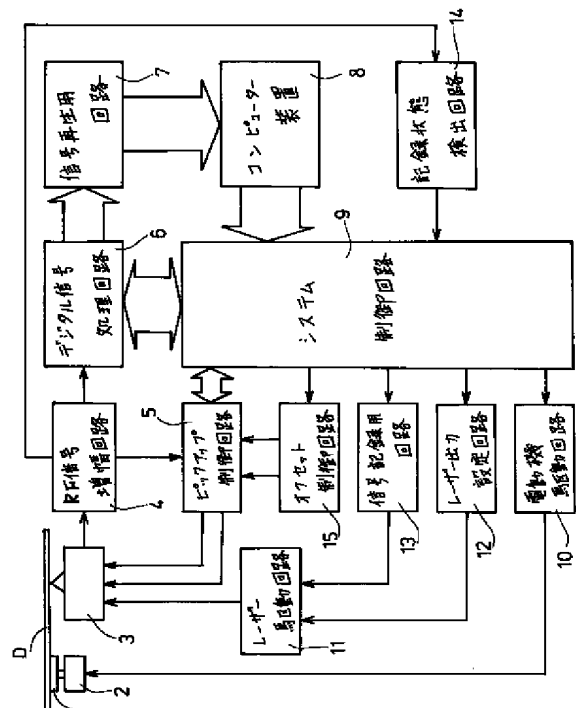 D
2
3
RF信号
増幅回路
4
デジタル信号
処理回路
6
信号再生用
回路
7
ピックアップ
制御回路
5
コンピューター
装置
8
オフセット
制御回路
15
システム
制御回路
9
記録状態
検出回路
14
レーザー
駆動回路
11
信号記録用
回路
13
レーザー出力
設定回路
12
電動機
駆動回路
10